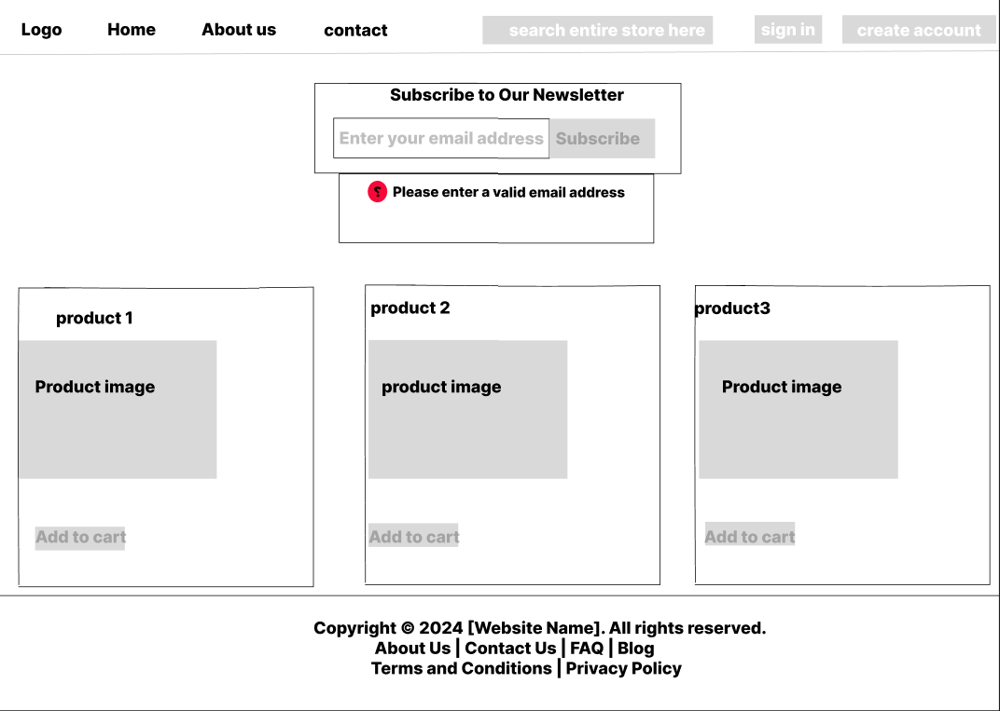 Logo Home About us contact search entire store here sign in create account
Subscribe to Our Newsletter
Enter your email address Subscribe
? Please enter a valid email address
product 1 product 2 product3
Product image product image Product image
Add to cart Add to cart Add to cart
Copyright © 2024 [Website Name]. All rights reserved.
About Us | Contact Us | FAQ | Blog
Terms and Conditions | Privacy Policy